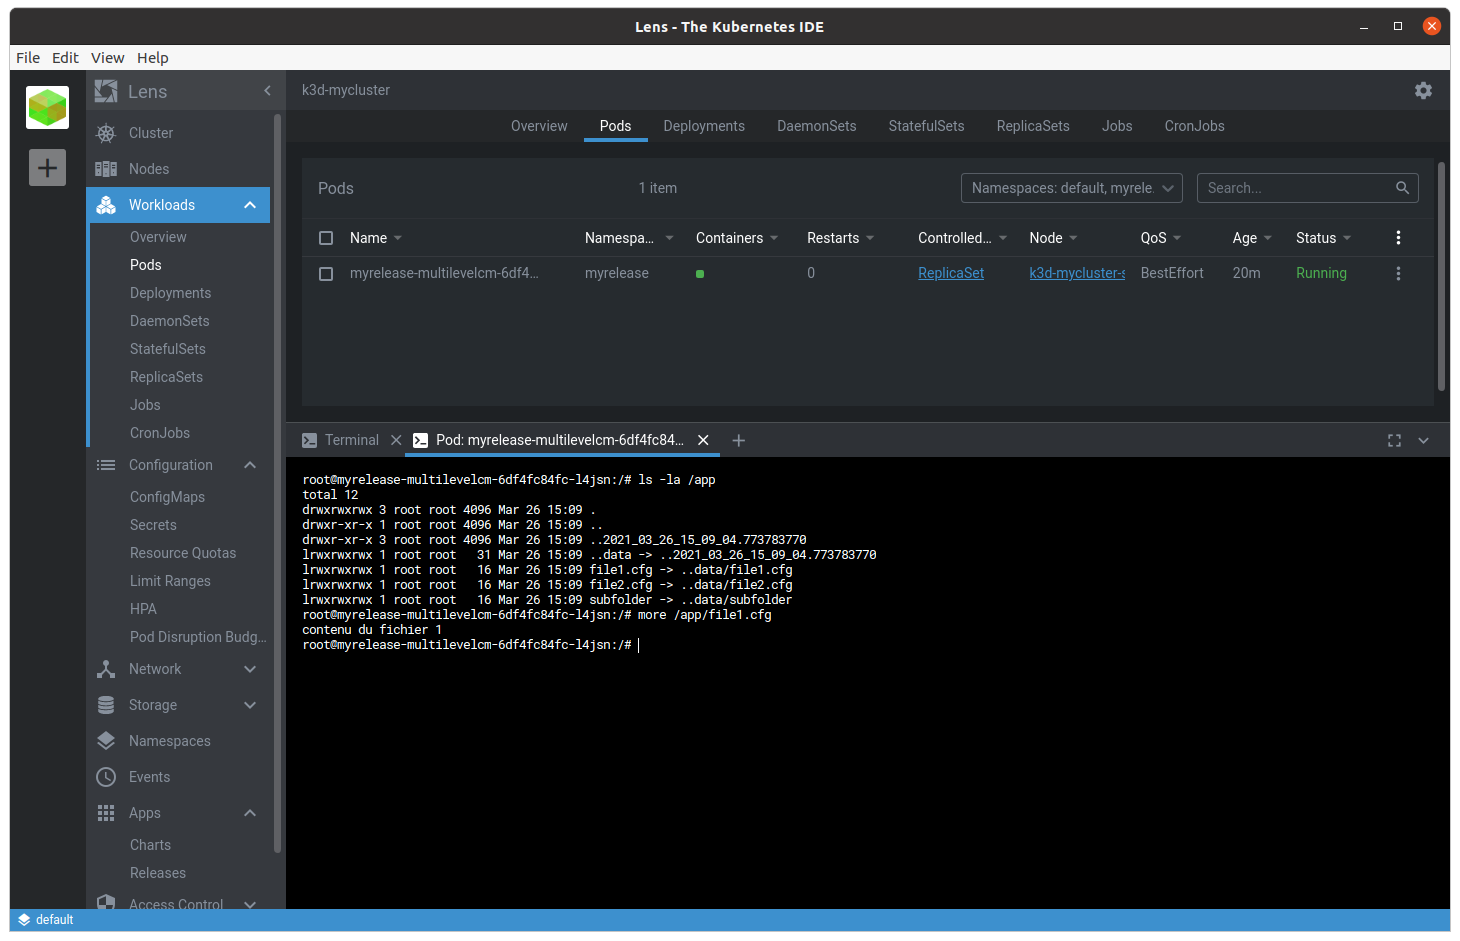 Lens - The Kubernetes IDE
File Edit View Help
Lens
k3d-mycluster
Cluster
Nodes
Workloads
Overview
Pods
Deployments
DaemonSets
StatefulSets
ReplicaSets
Jobs
CronJobs
Configuration
ConfigMaps
Secrets
Resource Quotas
Limit Ranges
HPA
Pod Disruption Budg...
Network
Storage
Namespaces
Events
Apps
Charts
Releases
Access Control
Overview Pods Deployments DaemonSets StatefulSets ReplicaSets Jobs CronJobs
Pods 1 item Namespaces: default, myrele Search...
Name Namespa... Containers Restarts Controlled... Node QoS Age Status
myrelease-multilevelcm-6df4... myrelease 0 ReplicaSet k3d-mycluster-s BestEffort 20m Running
Terminal Pod: myrelease-multilevelcm-6df4fc84...
root@myrelease-multilevelcm-6df4fc84fc-l4jsn:/# ls -la /app
total 12
drwxrwxrwx 3 root root 4096 Mar 26 15:09 .
drwxr-xr-x 1 root root 4096 Mar 26 15:09 ..
drwxr-xr-x 3 root root 4096 Mar 26 15:09 ..2021_03_26_15_09_04.773783770
lrwxrwxrwx 1 root root   31 Mar 26 15:09 ..data -> ..2021_03_26_15_09_04.773783770
lrwxrwxrwx 1 root root   16 Mar 26 15:09 file1.cfg -> ..data/file1.cfg
lrwxrwxrwx 1 root root   16 Mar 26 15:09 file2.cfg -> ..data/file2.cfg
lrwxrwxrwx 1 root root   16 Mar 26 15:09 subfolder -> ..data/subfolder
root@myrelease-multilevelcm-6df4fc84fc-l4jsn:/# more /app/file1.cfg
contenu du fichier 1
root@myrelease-multilevelcm-6df4fc84fc-l4jsn:/#
default